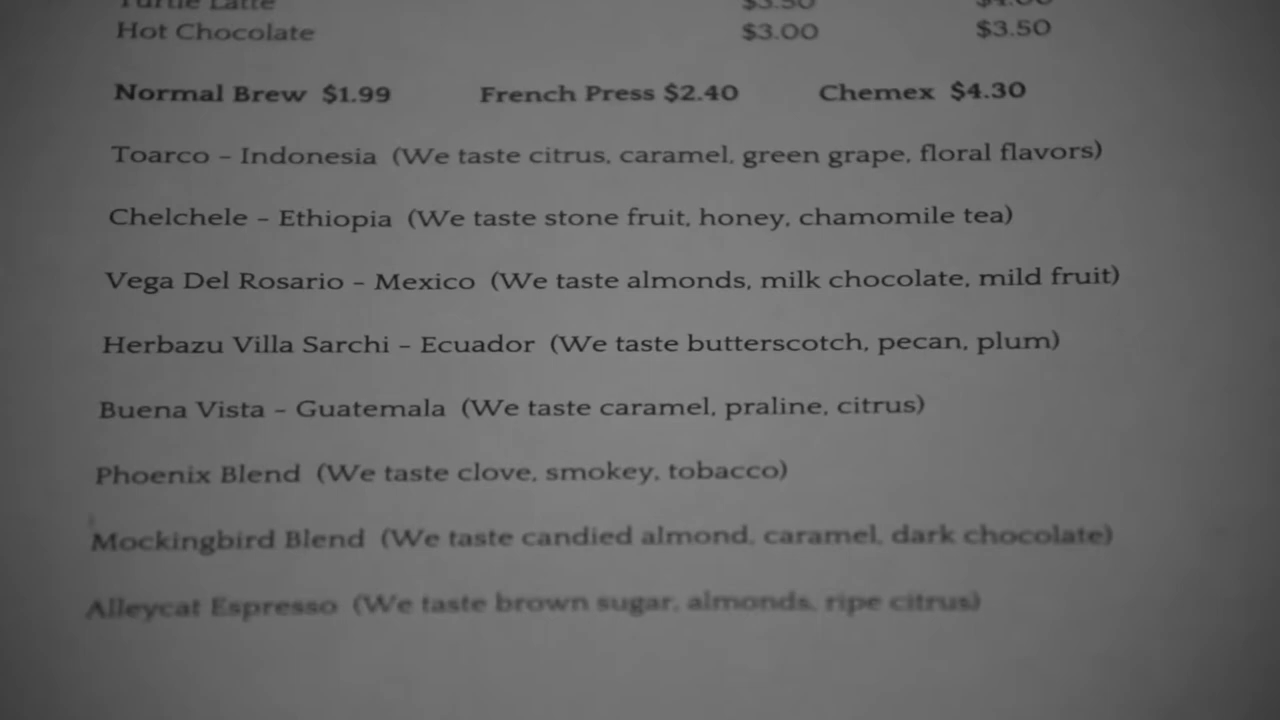 Turtle Latte $3.50
Hot Chocolate $3.00 $3.50
Normal Brew $1.99 French Press $2.40 Chemex $4.30
Toarco – Indonesia (We taste citrus, caramel, green grape, floral flavors)
Chelchele – Ethiopia (We taste stone fruit, honey, chamomile tea)
Vega Del Rosario – Mexico (We taste almonds, milk chocolate, mild fruit)
Herbazu Villa Sarchi – Ecuador (We taste butterscotch, pecan, plum)
Buena Vista – Guatemala (We taste caramel, praline, citrus)
Phoenix Blend (We taste clove, smokey, tobacco)
Mockingbird Blend (We taste candied almond, caramel, dark chocolate)
Alleycat Espresso (We taste brown sugar, almonds, ripe citrus)